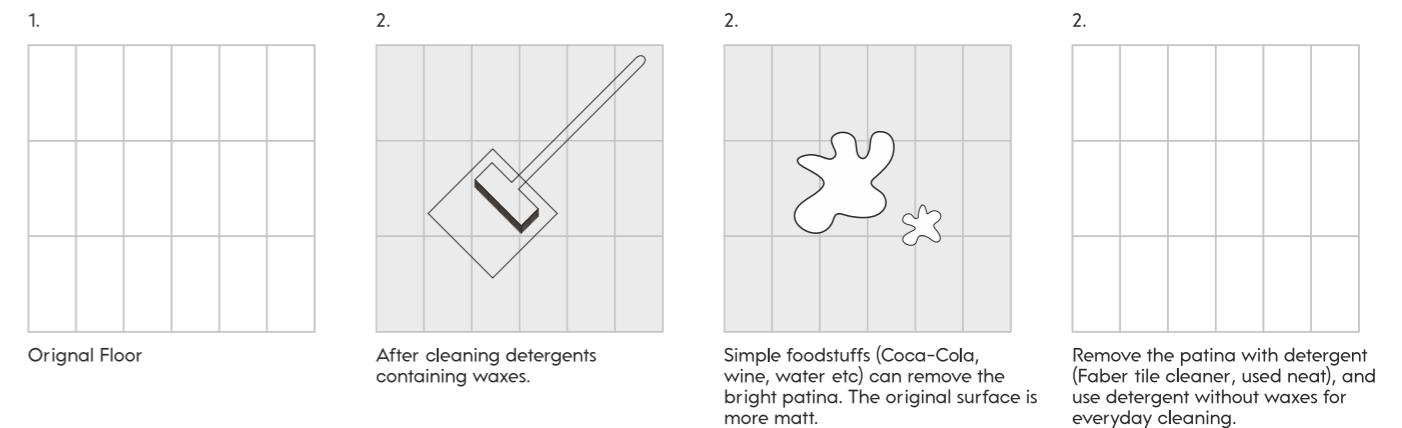 1.
2.
2.
2.
Orignal Floor
After cleaning detergents
containing waxes.
Simple foodstuffs (Coca-Cola,
wine, water etc) can remove the
bright patina. The original surface is
more matt.
Remove the patina with detergent
(Faber tile cleaner, used neat), and
use detergent without waxes for
everyday cleaning.